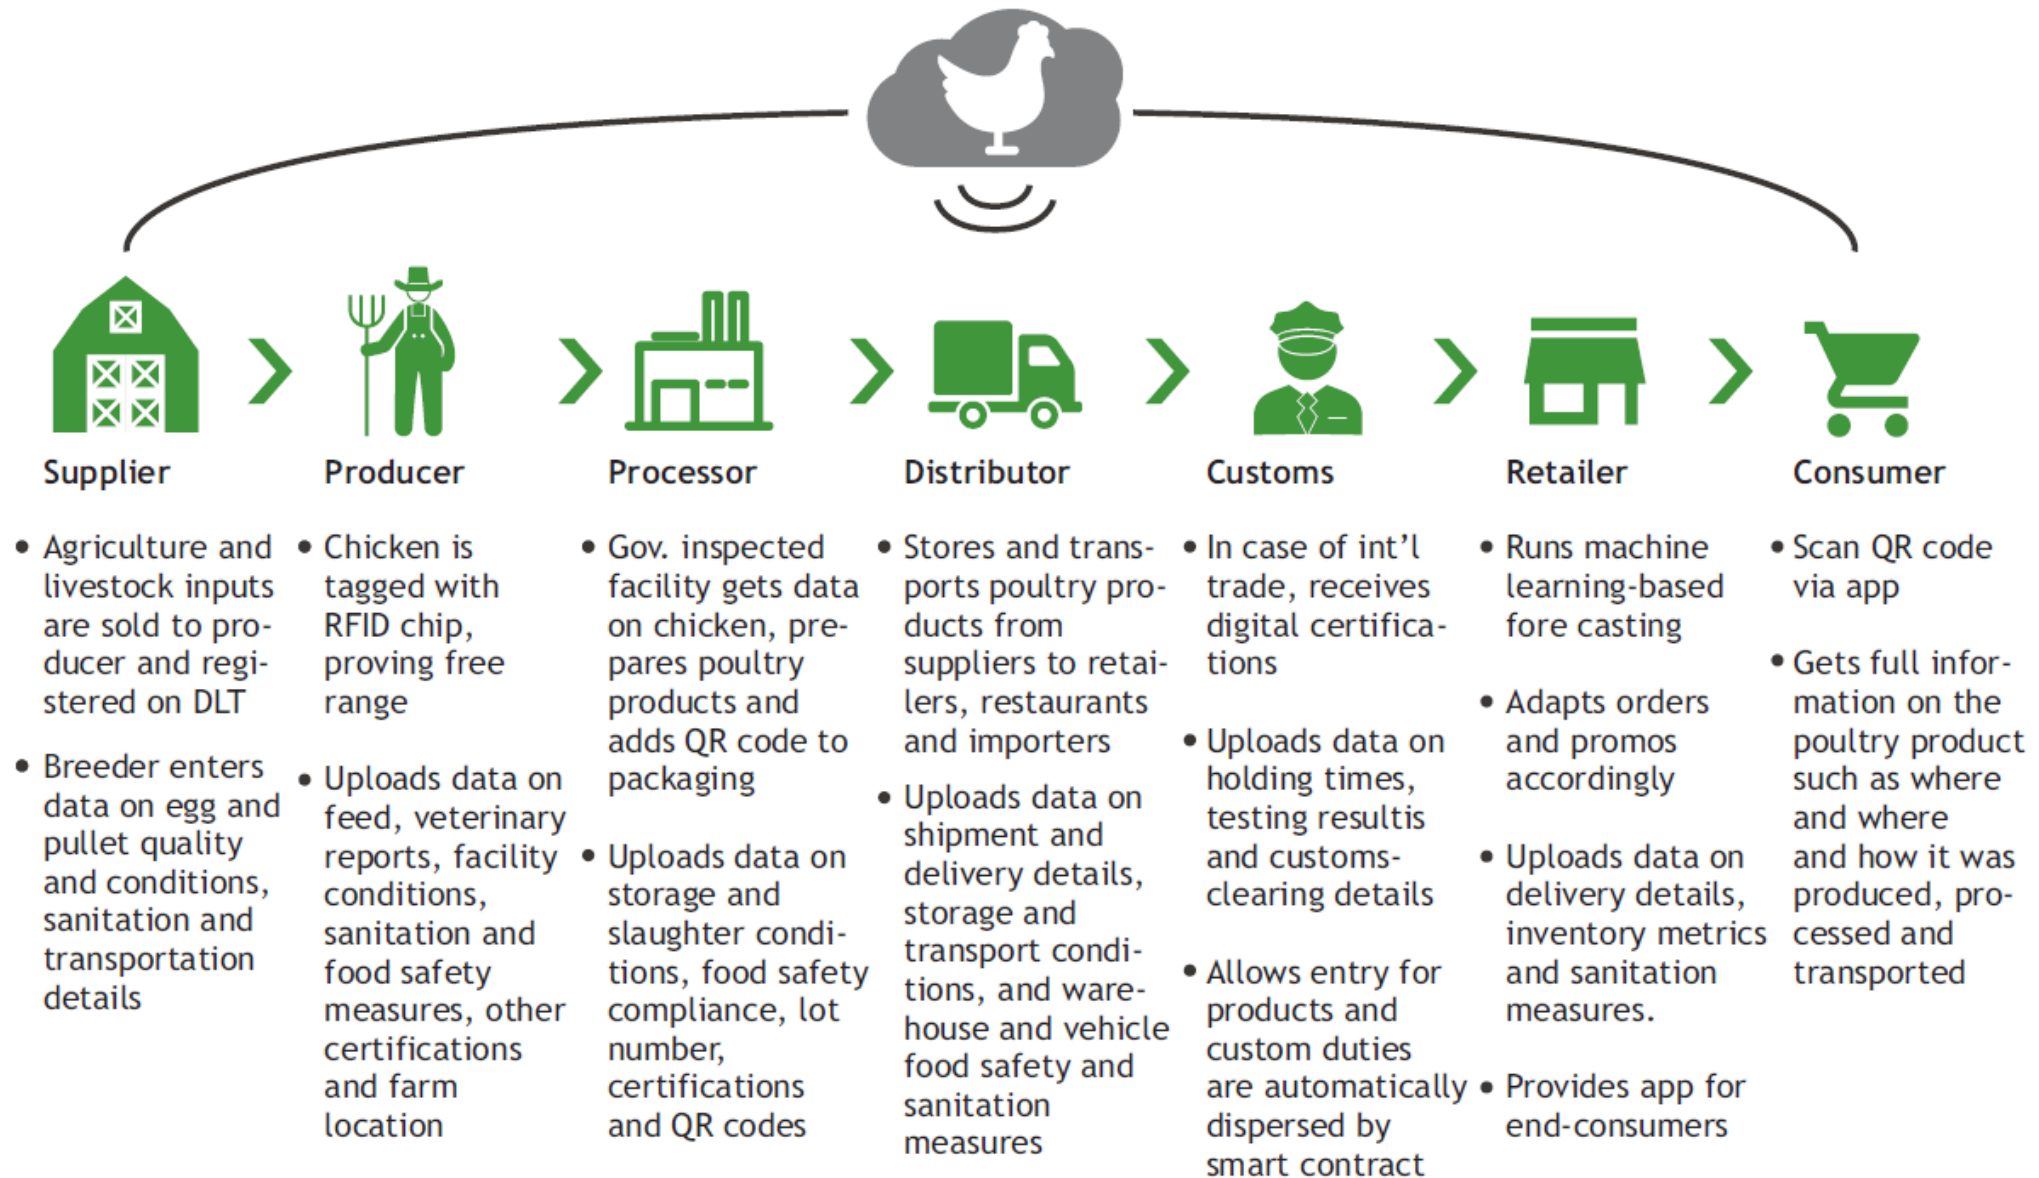 Supplier
• Agriculture and
livestock inputs
are sold to pro-
ducer and regi-
stered on DLT
• Breeder enters
data on egg and
pullet quality
and conditions,
sanitation and
transportation
details
Producer
• Chicken is
tagged with
RFID chip,
proving free
range
• Uploads data on
feed, veterinary
reports, facility
conditions,
sanitation and
food safety
measures, other
certifications
and farm
location
Processor
• Gov. inspected
facility gets data
on chicken, pre-
pares poultry
products and
adds QR code to
packaging
• Uploads data on
storage and
slaughter condi-
tions, food safety
compliance, lot
number,
certifications
and QR codes
Distributor
• Stores and trans-
ports poultry pro-
ducts from
suppliers to retai-
lers, restaurants
and importers
• Uploads data on
shipment and
delivery details,
storage and
transport condi-
tions, and ware-
house and vehicle
food safety and
sanitation
measures
Customs
• In case of int’l
trade, receives
digital certifica-
tions
• Uploads data on
holding times,
testing resultis
and customs-
clearing details
• Allows entry for
products and
custom duties
are automatically
dispersed by
smart contract
Retailer
• Runs machine
learning-based
fore casting
• Adapts orders
and promos
accordingly
• Uploads data on
delivery details,
inventory metrics
and sanitation
measures.
• Provides app for
end-consumers
Consumer
• Scan QR code
via app
• Gets full infor-
mation on the
poultry product
such as where
and where
and how it was
produced, pro-
cessed and
transported